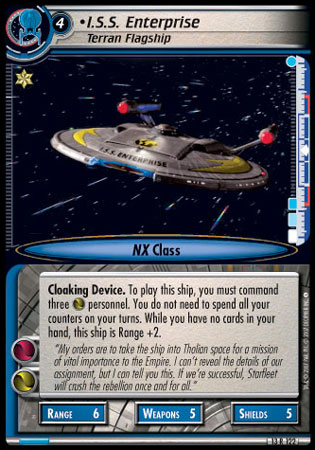 4
•I.S.S. Enterprise
Terran Flagship
I.S.S. ENTERPRISE
NX Class
Cloaking Device. To play this ship, you must command
three personnel. You do not need to spend all your
counters on your turns. While you have no cards in your
hand, this ship is Range +2.
"My orders are to take the ship into Tholian space for a mission
of vital importance to the Empire. I can't reveal the details of our
assignment, but I can tell you this. If we're successful, Starfleet
will crush the rebellion once and for all."
RANGE 6 WEAPONS 5 SHIELDS 5